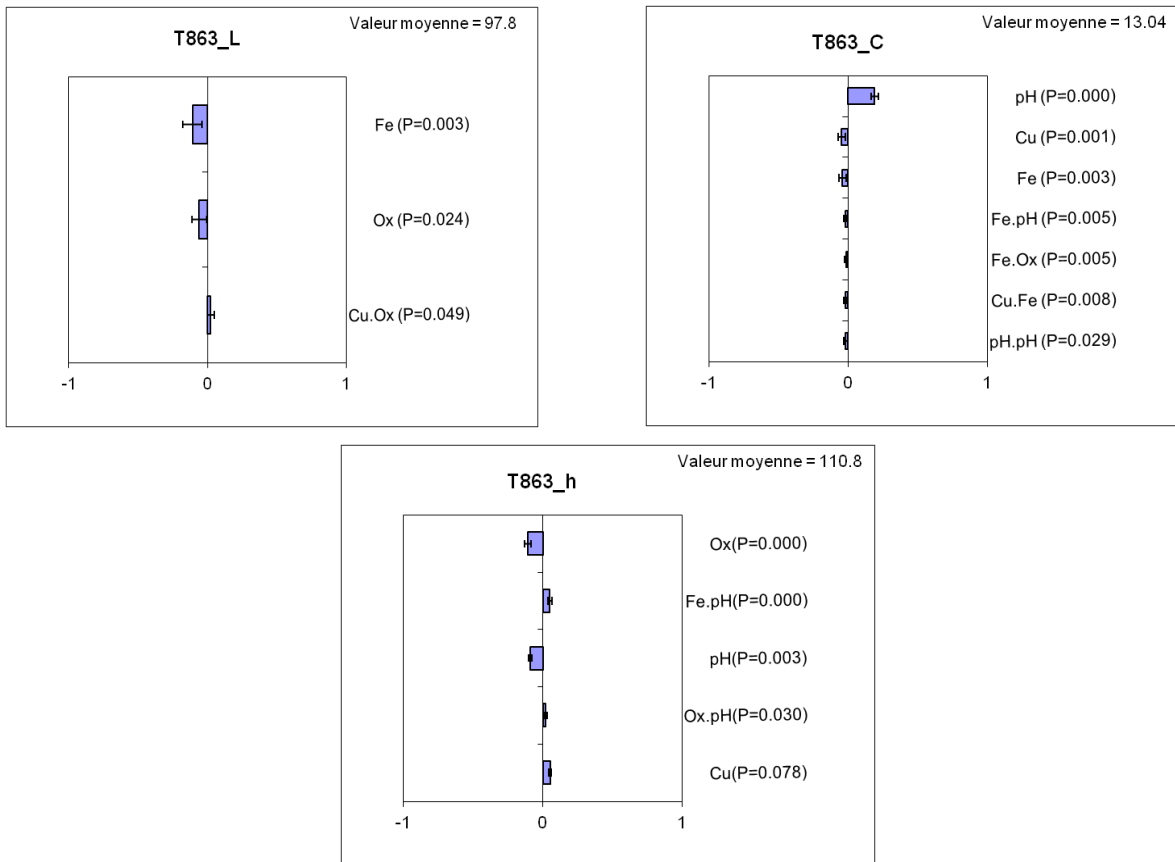 Valeur moyenne = 97.8
T863_L
Fe (P=0.003)
Ox (P=0.024)
Cu.Ox (P=0.049)
-1 0 1
Valeur moyenne = 13.04
T863_C
pH (P=0.000)
Cu (P=0.001)
Fe (P=0.003)
Fe.pH (P=0.005)
Fe.Ox (P=0.005)
Cu.Fe (P=0.008)
pH.pH (P=0.029)
-1 0 1
Valeur moyenne = 110.8
T863_h
Ox(P=0.000)
Fe.pH(P=0.000)
pH(P=0.003)
Ox.pH(P=0.030)
Cu(P=0.078)
-1 0 1